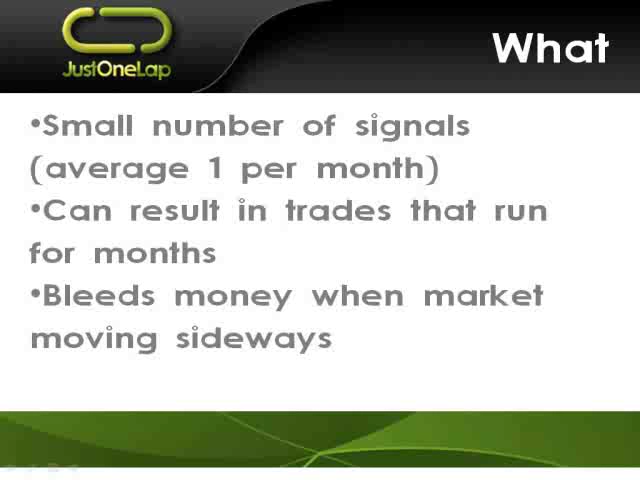 JustOneLap
What
•Small number of signals
(average 1 per month)
•Can result in trades that run
for months
•Bleeds money when market
moving sideways